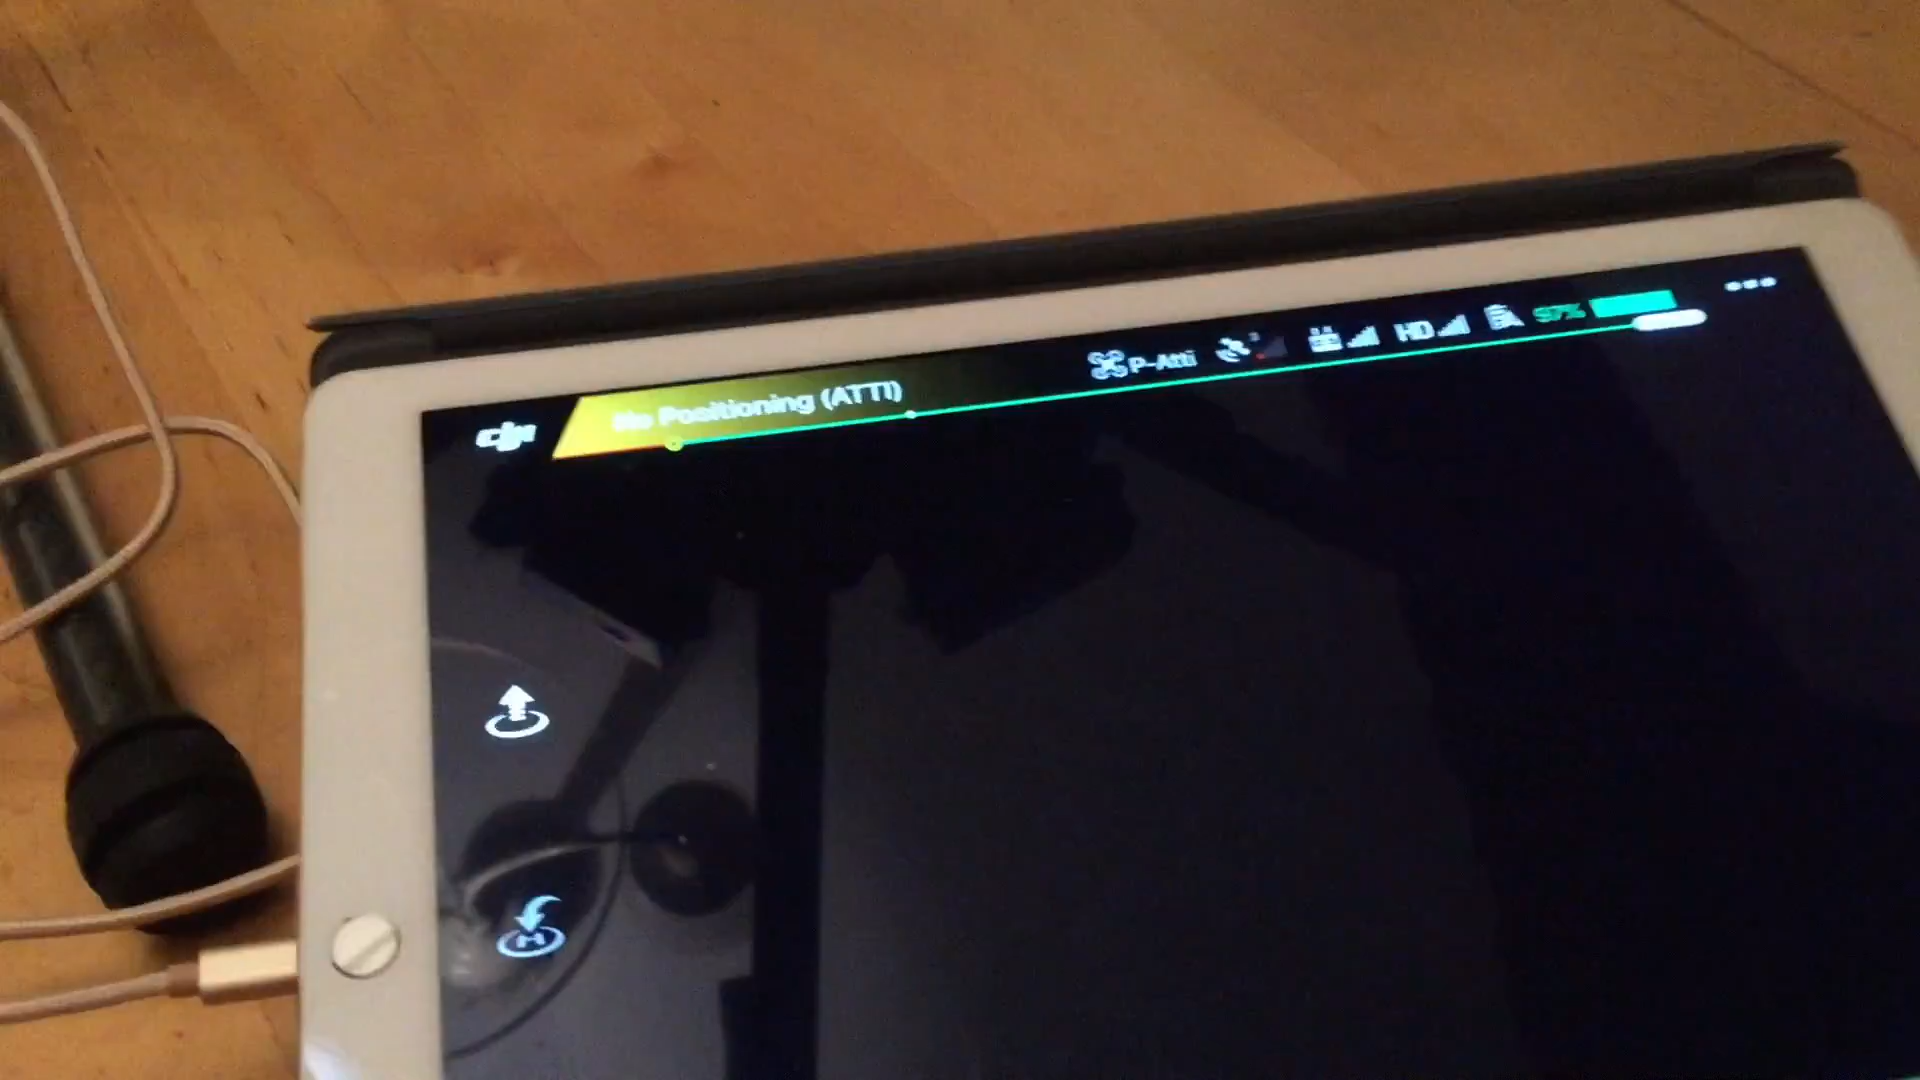 dji
No Positioning (ATTI)
P-Atti
HD
97%
H